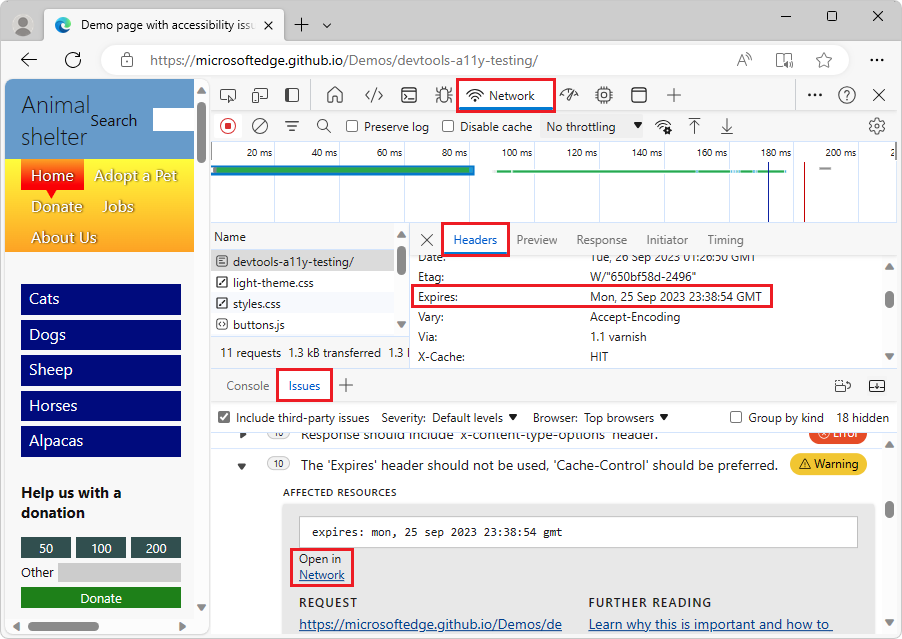 Demo page with accessibility issu
https://microsoftedge.github.io/Demos/devtools-a11y-testing/
Animal
shelter
Search
Home
Adopt a Pet
Donate
Jobs
About Us
Cats
Dogs
Sheep
Horses
Alpacas
Help us with a
donation
50 100 200
Other
Donate
Network
Preserve log Disable cache No throttling
20 ms 40 ms 60 ms 80 ms 100 ms 120 ms 140 ms 160 ms 180 ms 200 ms
Name
devtools-a11y-testing/
light-theme.css
styles.css
buttons.js
11 requests 1.3 kB transferred 1.3 k
Headers Preview Response Initiator Timing
Date: Tue, 26 Sep 2023 01:26:50 GMT
Etag: W/"650bf58d-2496"
Expires: Mon, 25 Sep 2023 23:38:54 GMT
Vary: Accept-Encoding
Via: 1.1 varnish
X-Cache: HIT
Console Issues
Include third-party issues Severity: Default levels Browser: Top browsers Group by kind 18 hidden
10 Response should include 'x-content-type-options' header. Error
10 The 'Expires' header should not be used, 'Cache-Control' should be preferred. Warning
AFFECTED RESOURCES
expires: mon, 25 sep 2023 23:38:54 gmt
Open in
Network
REQUEST FURTHER READING
https://microsoftedge.github.io/Demos/de Learn why this is important and how to